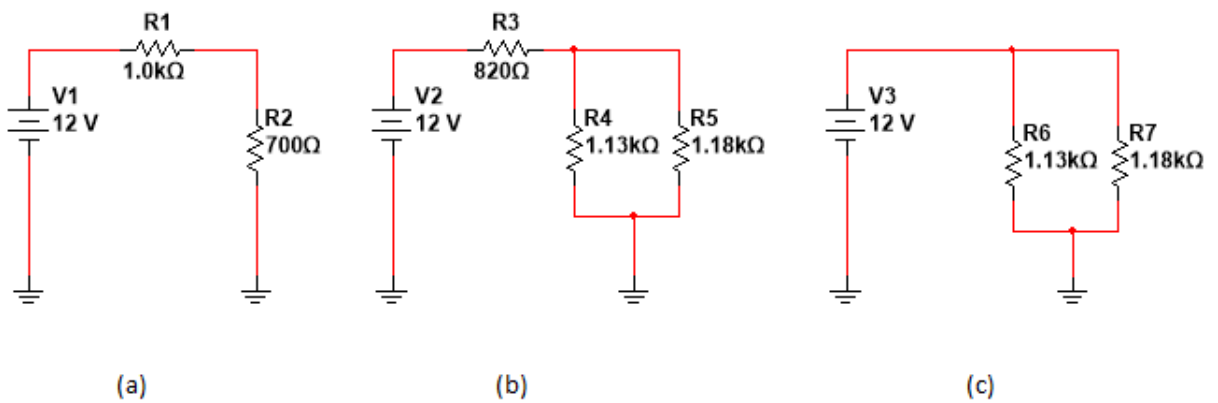 R1
1.0kΩ
V1
12 V
R2
700Ω
(a)
R3
820Ω
V2
12 V
R4
1.13kΩ
R5
1.18kΩ
(b)
V3
12 V
R6
1.13kΩ
R7
1.18kΩ
(c)